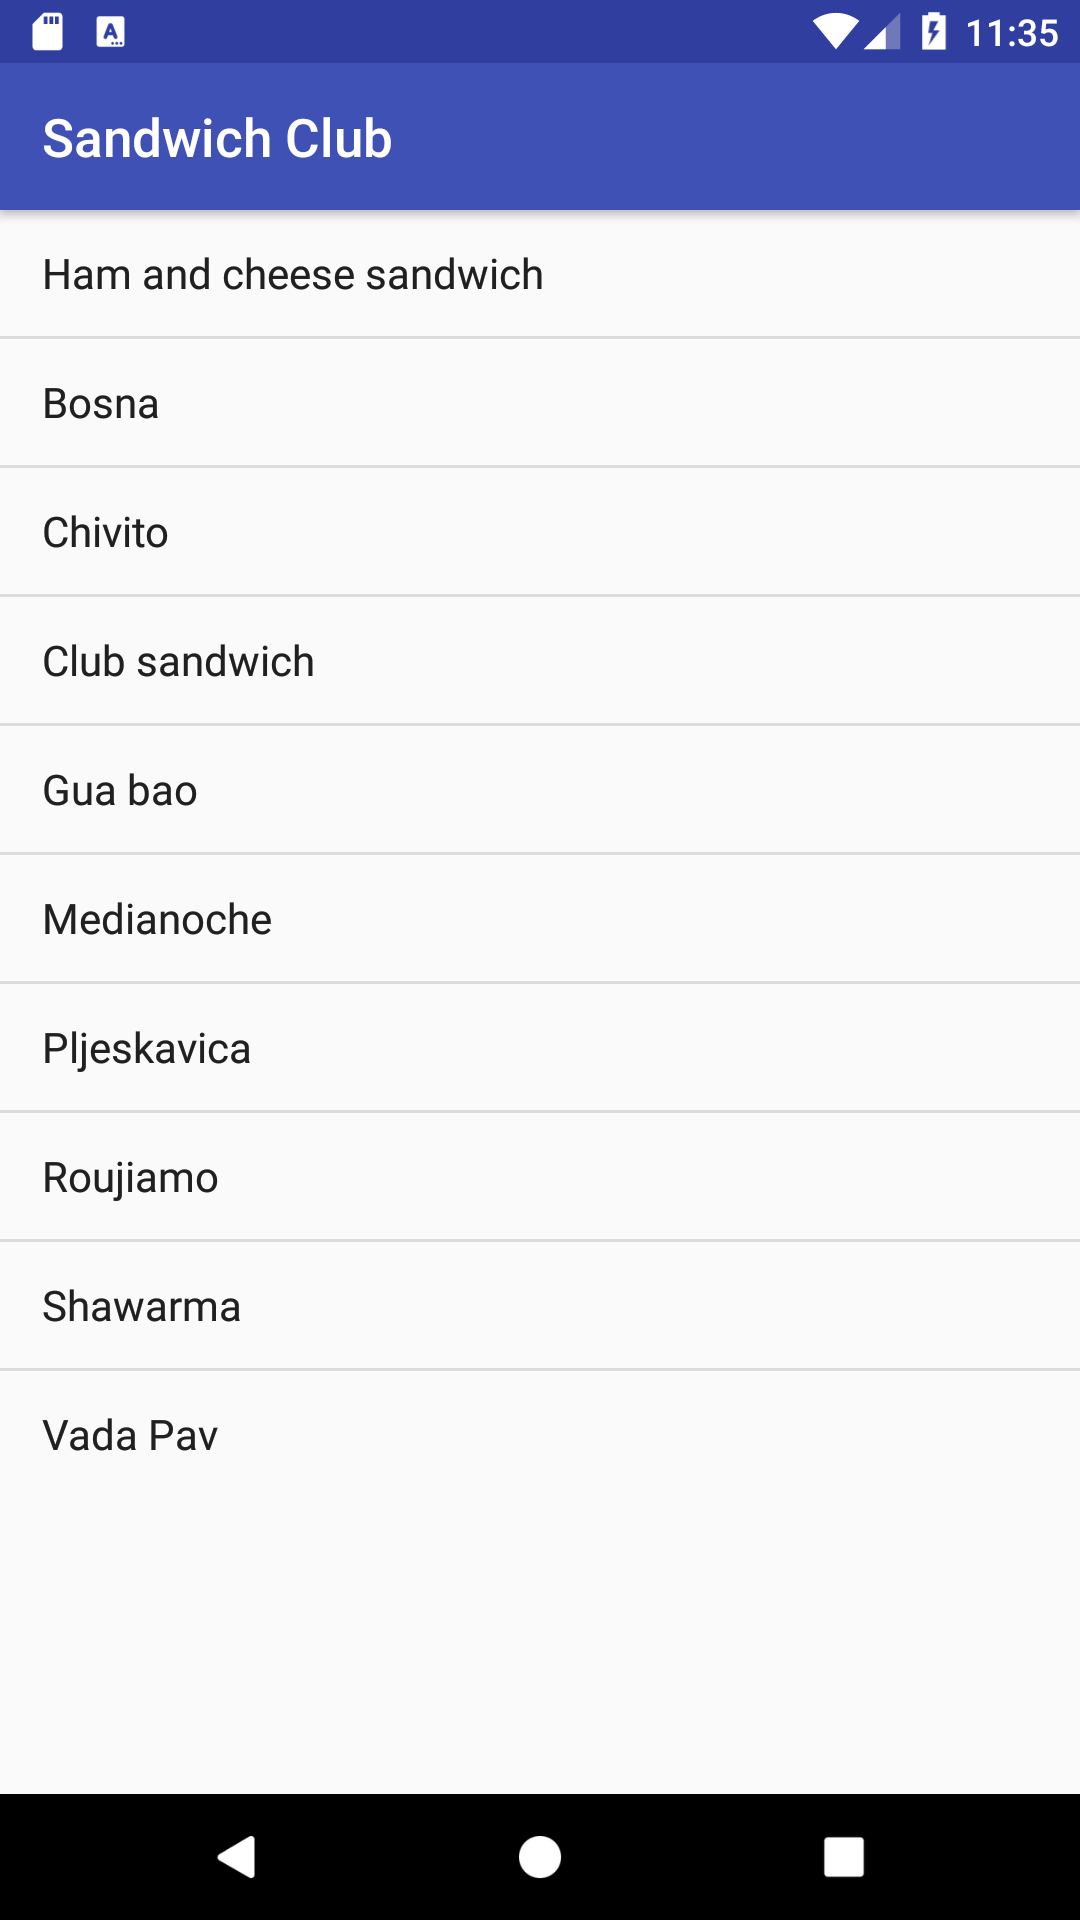 11:35
Sandwich Club
Ham and cheese sandwich
Bosna
Chivito
Club sandwich
Gua bao
Medianoche
Pljeskavica
Roujiamo
Shawarma
Vada Pav